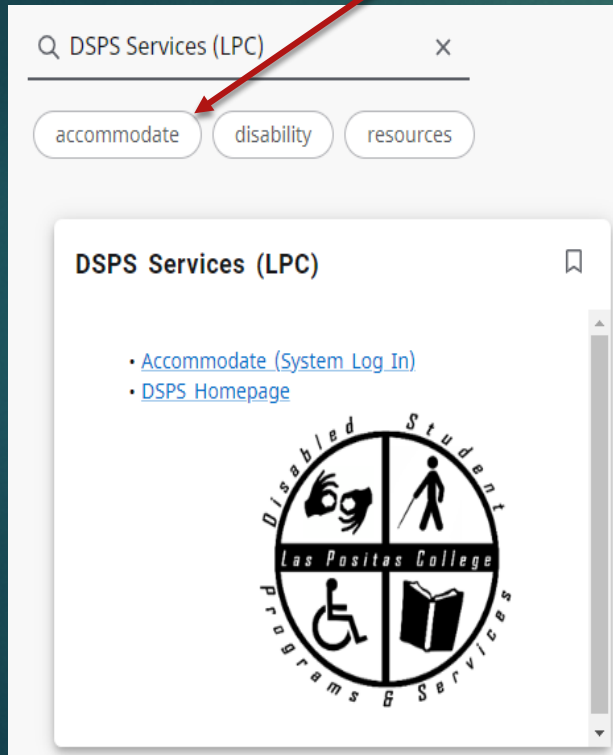 DSPS Services (LPC)
accommodate disability resources
DSPS Services (LPC)
• Accommodate (System Log In)
• DSPS Homepage
Disabled Student
Las Positas College
Programs & Services